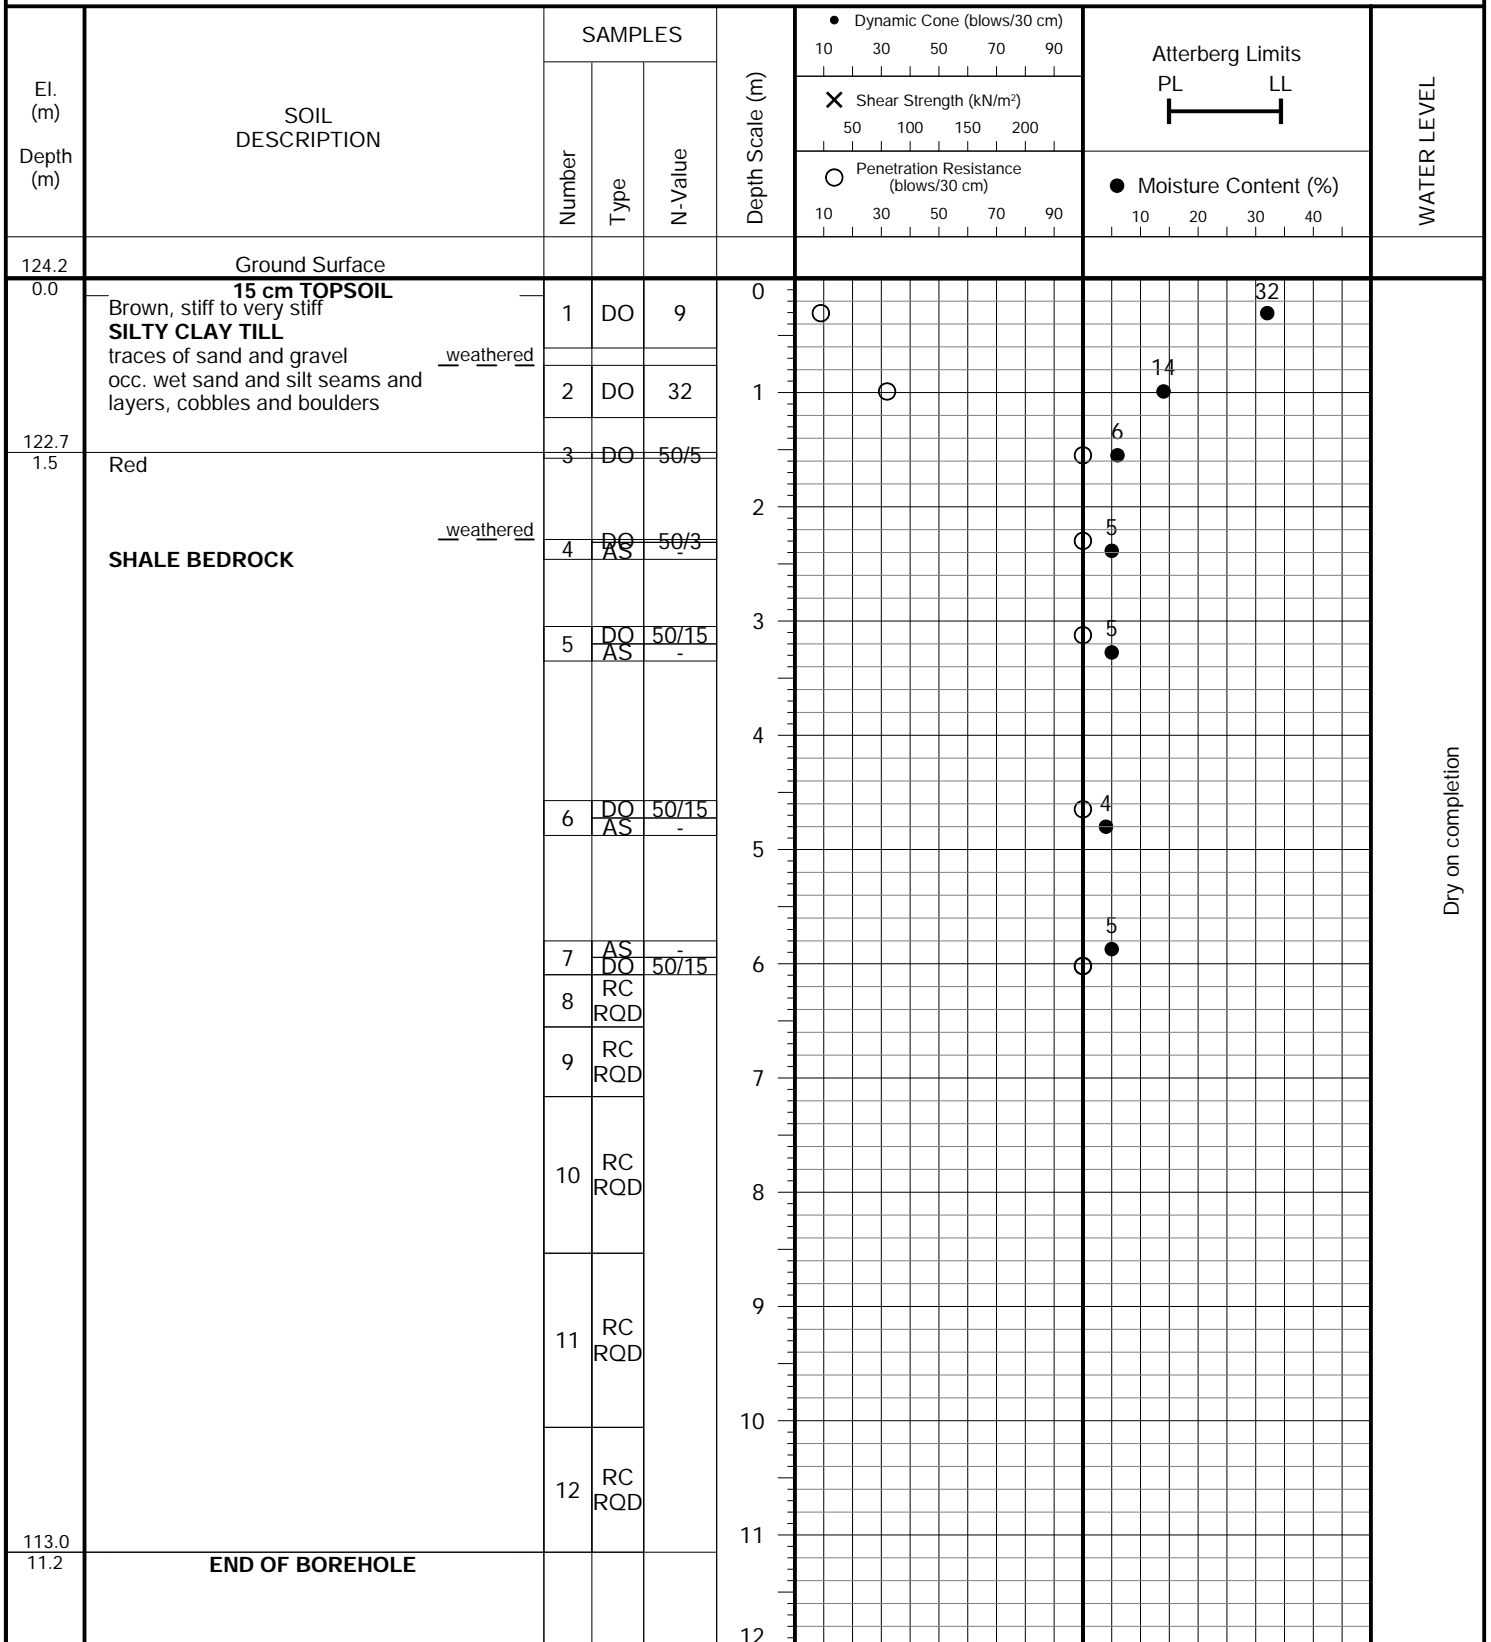 El.
(m)
Depth
(m)
SOIL
DESCRIPTION
SAMPLES
Number
Type
N-Value
Depth Scale (m)
Dynamic Cone (blows/30 cm)
10 30 50 70 90
Shear Strength (kN/m²)
50 100 150 200
Penetration Resistance
(blows/30 cm)
10 30 50 70 90
Atterberg Limits
PL LL
Moisture Content (%)
10 20 30 40
WATER LEVEL
124.2 Ground Surface
0.0 15 cm TOPSOIL
Brown, stiff to very stiff
SILTY CLAY TILL
traces of sand and gravel
weathered
occ. wet sand and silt seams and
layers, cobbles and boulders
122.7
1.5 Red
weathered
SHALE BEDROCK
113.0
11.2 END OF BOREHOLE
1 DO 9
2 DO 32
3 DO 50/5
4 DO 50/3
AS -
5 DO 50/15
AS -
6 DO 50/15
AS -
7 AS -
DO 50/15
8 RC
RQD
9 RC
RQD
10 RC
RQD
11 RC
RQD
12 RC
RQD
0
1
2
3
4
5
6
7
8
9
10
11
12
32
14
6
5
5
4
5
Dry on completion